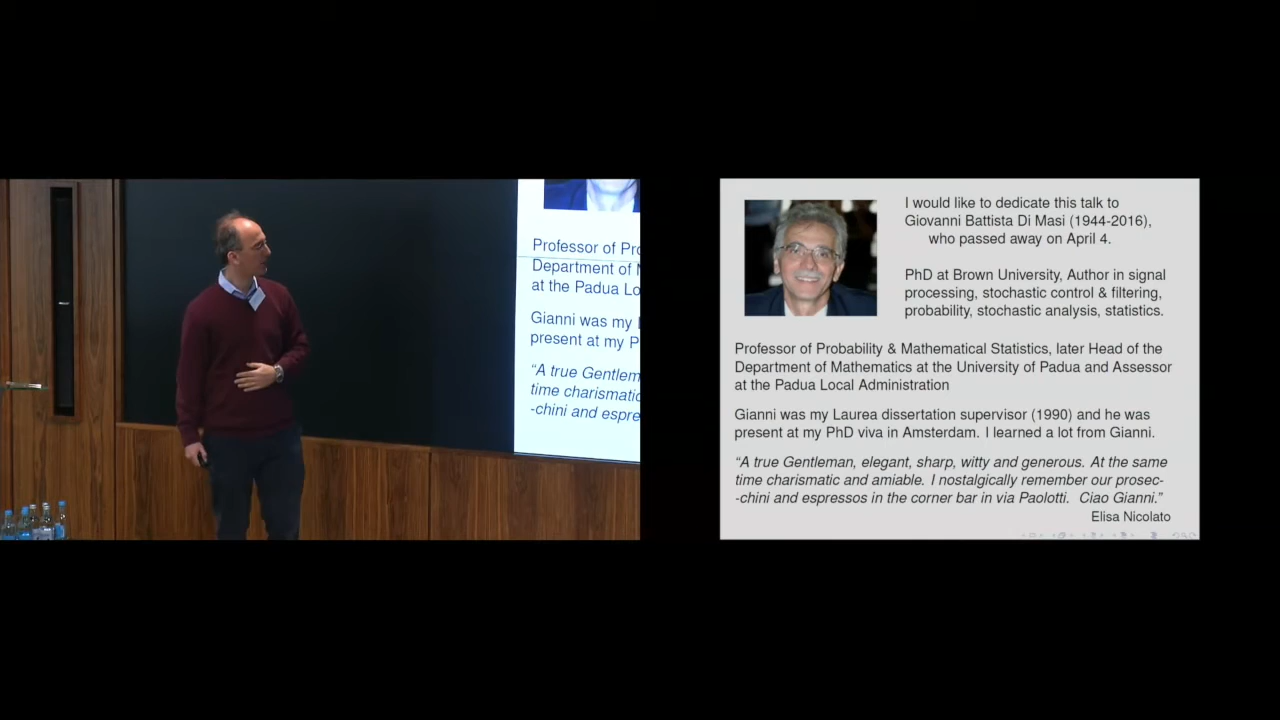 Professor of Pro
Department of
at the Padua Lo
Gianni was my
present at my P
“A true Gentlem
time charismatic
-chini and espre
I would like to dedicate this talk to
Giovanni Battista Di Masi (1944-2016),
who passed away on April 4.
PhD at Brown University, Author in signal
processing, stochastic control & filtering,
probability, stochastic analysis, statistics.
Professor of Probability & Mathematical Statistics, later Head of the
Department of Mathematics at the University of Padua and Assessor
at the Padua Local Administration
Gianni was my Laurea dissertation supervisor (1990) and he was
present at my PhD viva in Amsterdam. I learned a lot from Gianni.
“A true Gentleman, elegant, sharp, witty and generous. At the same
time charismatic and amiable. I nostalgically remember our prosec-
-chini and espressos in the corner bar in via Paolotti. Ciao Gianni.”
Elisa Nicolato